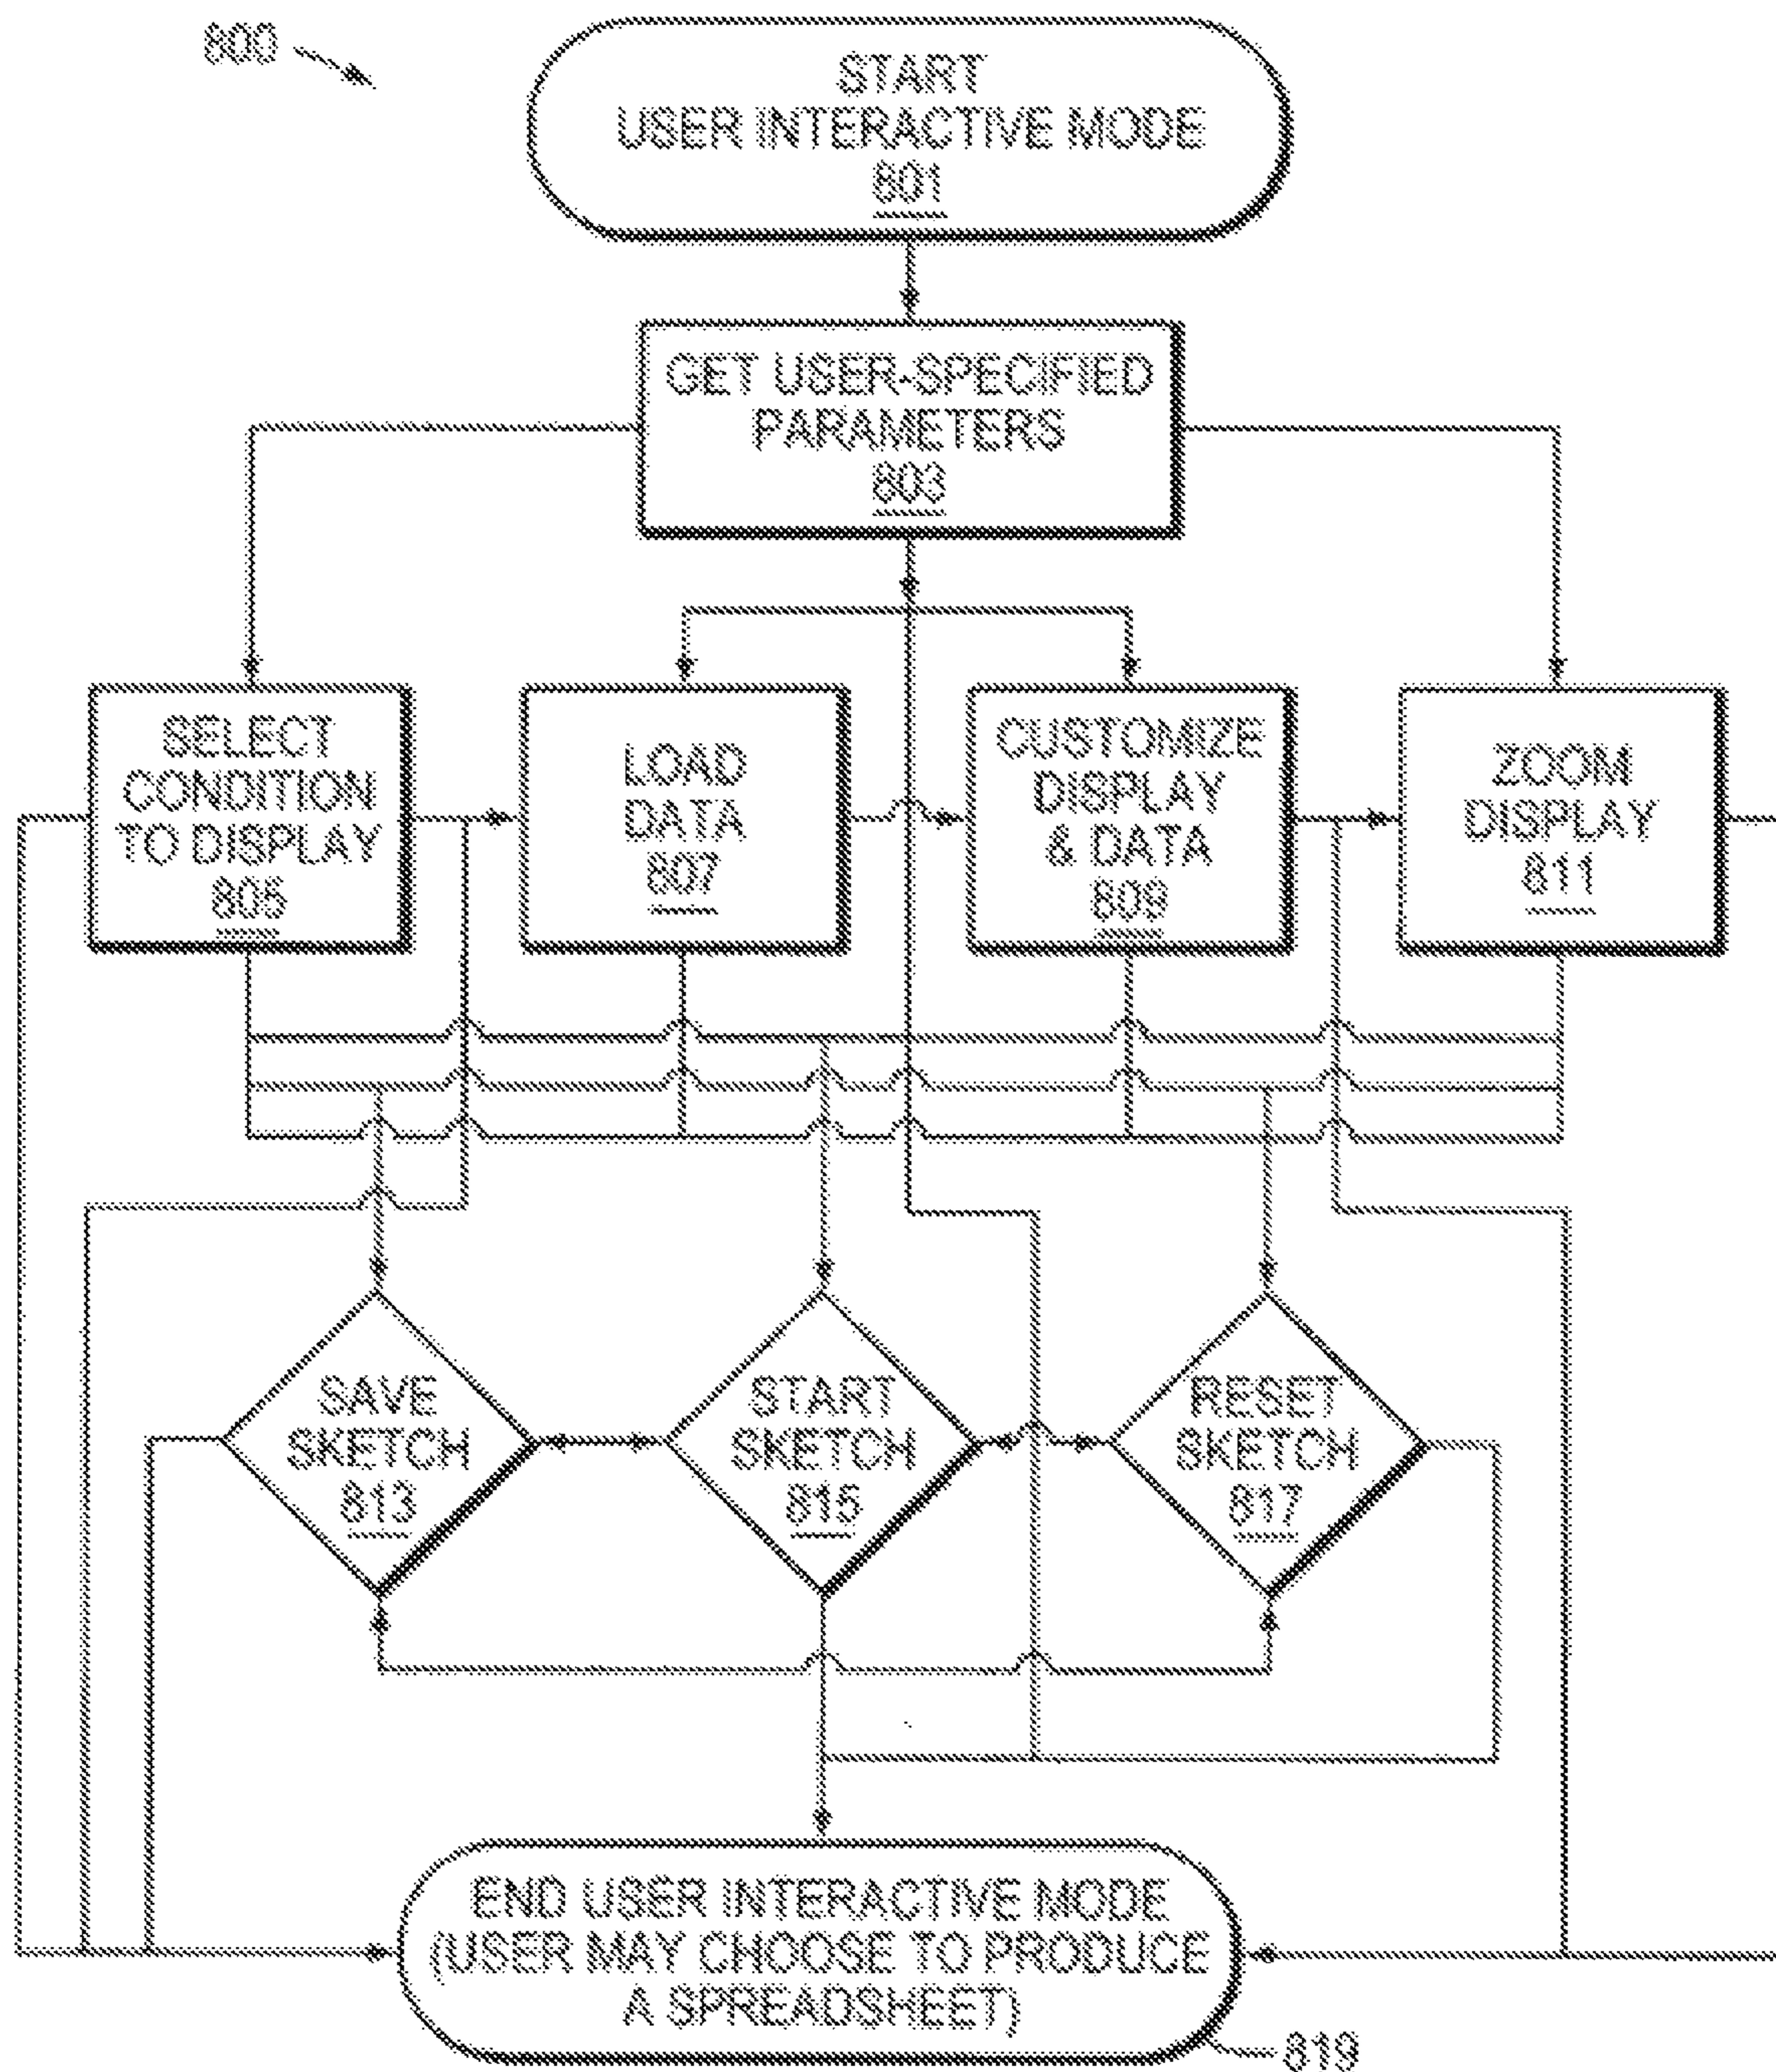 800
START
USER INTERACTIVE MODE
801
GET USER-SPECIFIED
PARAMETERS
803
SELECT
CONDITION
TO DISPLAY
805
LOAD
DATA
807
CUSTOMIZE
DISPLAY
& DATA
809
ZOOM
DISPLAY
811
SAVE
SKETCH
813
START
SKETCH
815
RESET
SKETCH
817
END USER INTERACTIVE MODE
(USER MAY CHOOSE TO PRODUCE
A SPREADSHEET)
819